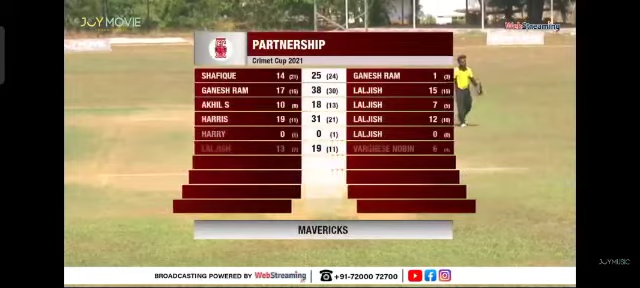 JOY MOVIE
WebStreaming
PARTNERSHIP
Crimet Cup 2021
SHAFIQUE 14 (21) 25 (24) GANESH RAM 1 (3)
GANESH RAM 17 (15) 38 (30) LALJISH 15 (15)
AKHIL S 10 (8) 18 (13) LALJISH 7 (5)
HARRIS 19 (11) 31 (21) LALJISH 12 (10)
HARRY 0 (1) 0 (1) LALJISH 0 (0)
LALJISH 13 (7) 19 (11) VARGHESE NOBIN 6 (4)
MAVERICKS
JOYMUSIC
BROADCASTING POWERED BY WebStreaming +91-72000 72700